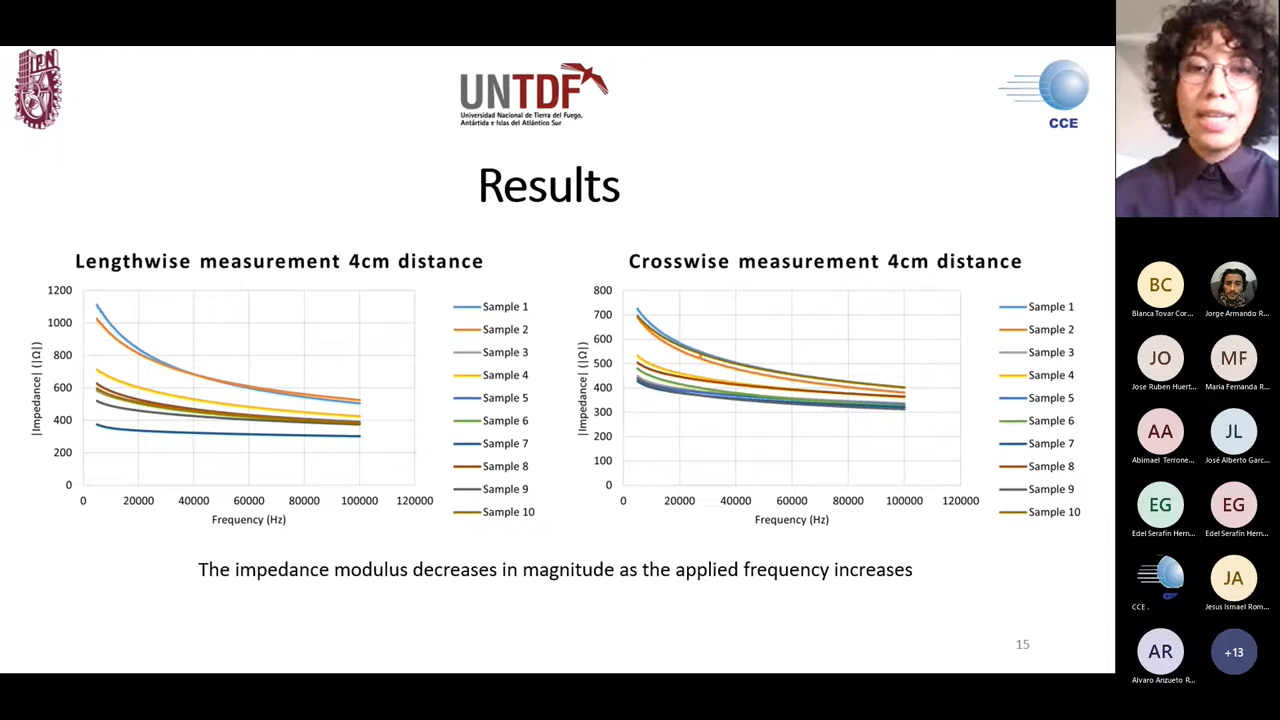 IPN
UNTDF
Universidad Nacional de Tierra del Fuego,
Antártida e Islas del Atlántico Sur
CCE
Results
Lengthwise measurement 4cm distance
1200
1000
800
600
400
200
0
|Impedance| (|Ω|)
0 20000 40000 60000 80000 100000 120000
Frequency (Hz)
Sample 1
Sample 2
Sample 3
Sample 4
Sample 5
Sample 6
Sample 7
Sample 8
Sample 9
Sample 10
Crosswise measurement 4cm distance
800
700
600
500
400
300
200
100
0
|Impedance| (|Ω|)
0 20000 40000 60000 80000 100000 120000
Frequency (Hz)
Sample 1
Sample 2
Sample 3
Sample 4
Sample 5
Sample 6
Sample 7
Sample 8
Sample 9
Sample 10
The impedance modulus decreases in magnitude as the applied frequency increases
15
BC
Blanca Tovar Cor...
Jorge Armando R...
JO
MF
Jose Ruben Huert...
Maria Fernanda R...
AA
JL
Abimael Terrone...
José Alberto Garc...
EG
EG
Edel Serafín Hern...
Edel Serafín Hern...
JA
CCE .
Jesus Ismael Rom...
AR
+13
Alvaro Anzueto R...